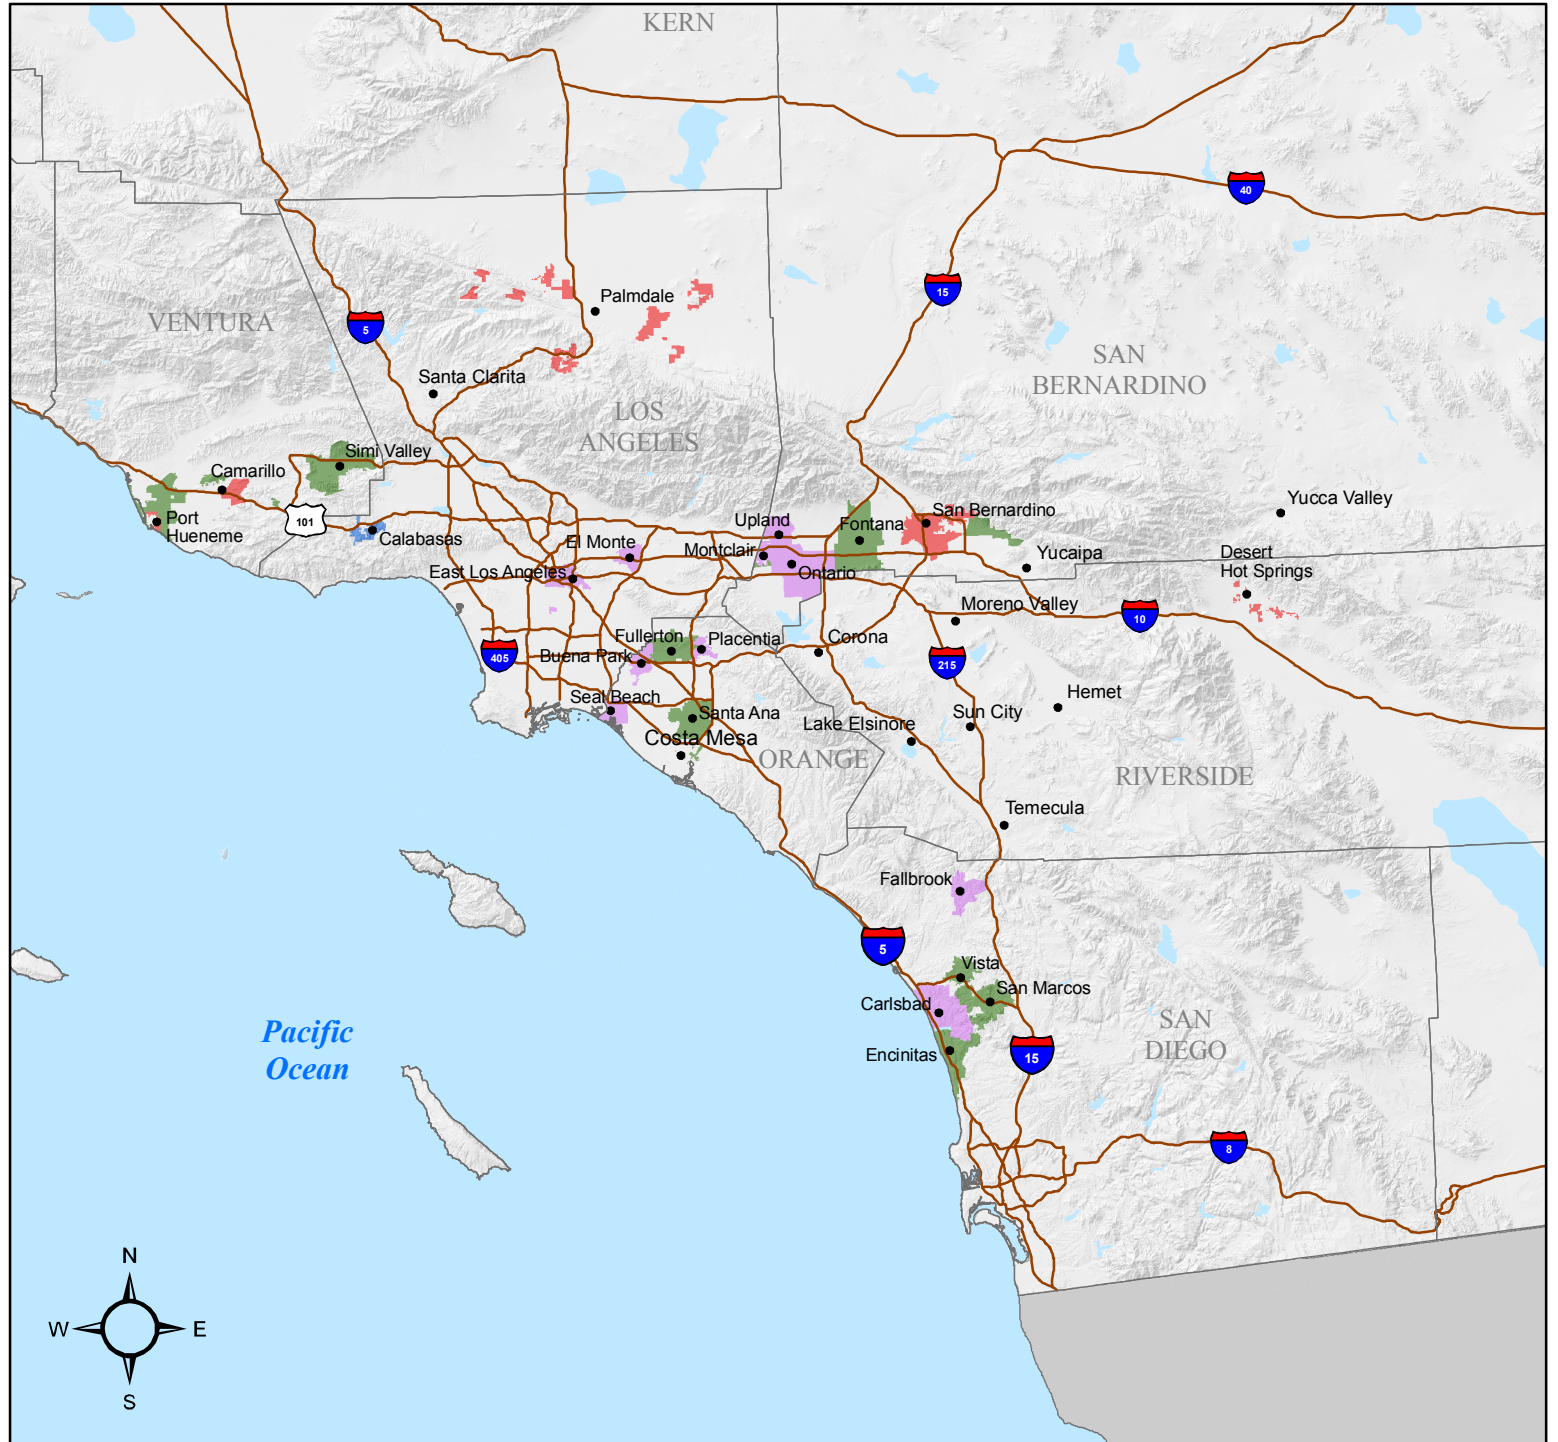 KERN
40
15
Palmdale
VENTURA
5
SAN
BERNARDINO
Santa Clarita
LOS
ANGELES
Simi Valley
Camarillo
Yucca Valley
Port
Hueneme
101
Calabasas
Upland
Fontana
San Bernardino
El Monte
Montclair
Yucaipa
Desert
Hot Springs
East Los Angeles
Ontario
Moreno Valley
10
Fullerton
Placentia
Corona
405
Buena Park
215
Seal Beach
Hemet
Santa Ana
Lake Elsinore
Sun City
Costa Mesa
ORANGE
RIVERSIDE
Temecula
Fallbrook
5
Vista
San Marcos
Carlsbad
Pacific
Ocean
SAN
DIEGO
Encinitas
15
8
N
W
E
S